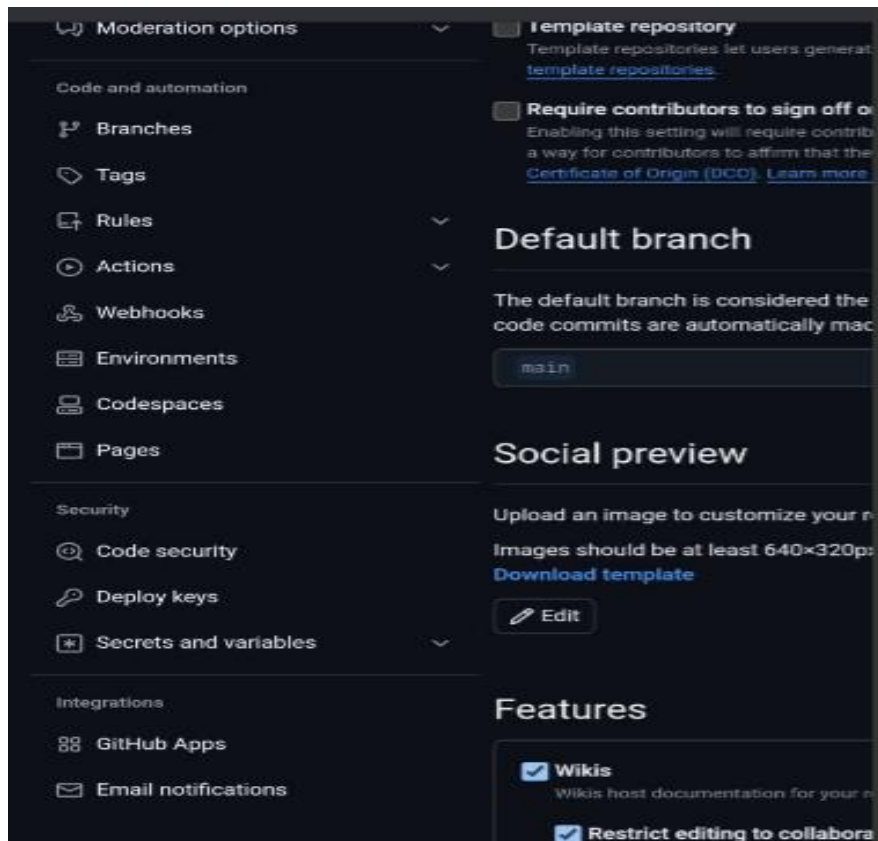 Moderation options
Code and automation
Branches
Tags
Rules
Actions
Webhooks
Environments
Codespaces
Pages
Security
Code security
Deploy keys
Secrets and variables
Integrations
GitHub Apps
Email notifications
Template repository
Template repositories let users generat
template repositories.
Require contributors to sign off o
Enabling this setting will require contrib
a way for contributors to affirm that the
Certificate of Origin (DCO). Learn more
Default branch
The default branch is considered the
code commits are automatically mad
main
Social preview
Upload an image to customize your r
Images should be at least 640×320px
Download template
Edit
Features
Wikis
Wikis host documentation for your r
Restrict editing to collabora